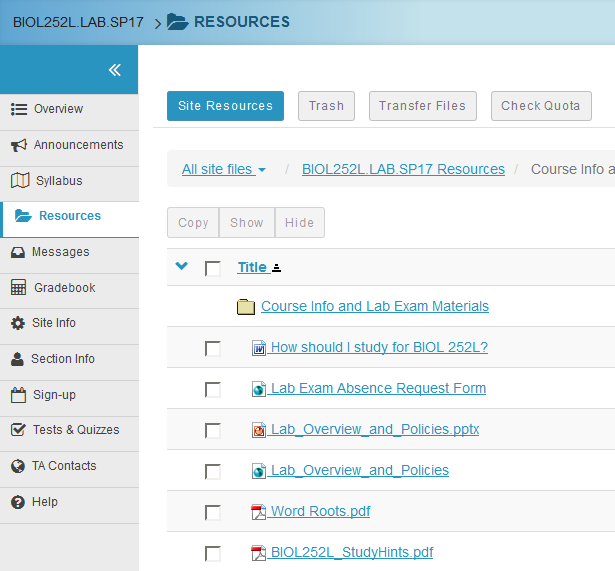 BIOL252L.LAB.SP17 > RESOURCES
«
Overview
Announcements
Syllabus
Resources
Messages
Gradebook
Site Info
Section Info
Sign-up
Tests & Quizzes
TA Contacts
Help
Site Resources Trash Transfer Files Check Quota
All site files / BIOL252L.LAB.SP17 Resources / Course Info a
Copy Show Hide
Title
Course Info and Lab Exam Materials
How should I study for BIOL 252L?
Lab Exam Absence Request Form
Lab_Overview_and_Policies.pptx
Lab_Overview_and_Policies
Word Roots.pdf
BIOL252L_StudyHints.pdf